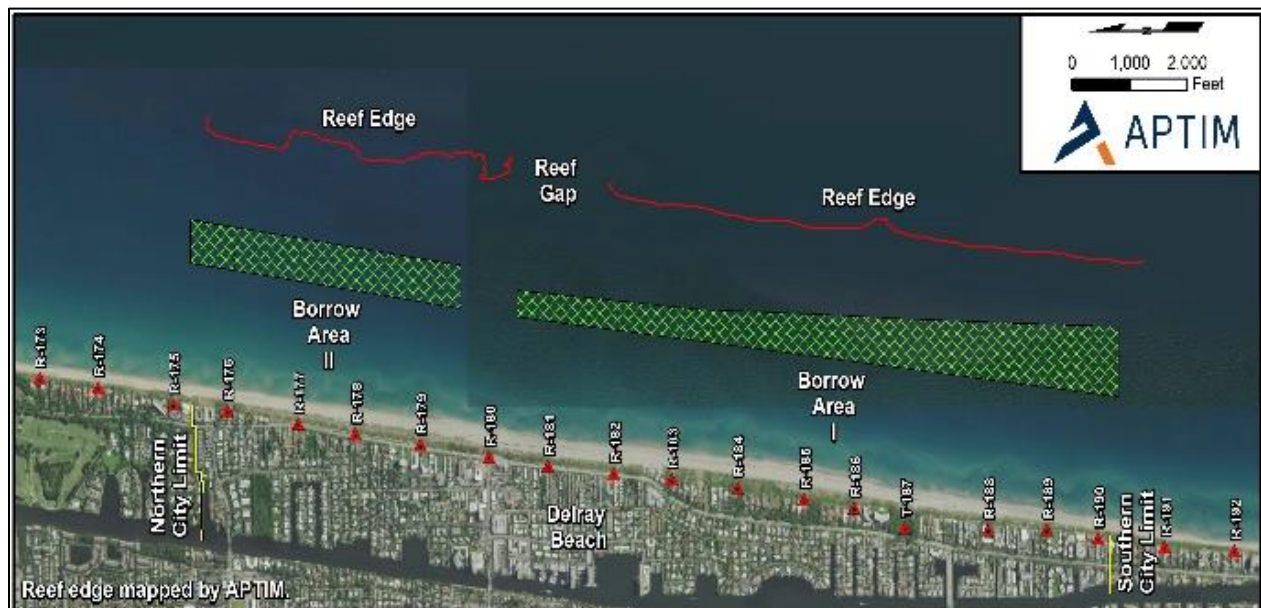 z
0 1,000 2,000
Feet
APTIM
Reef Edge
Reef
Gap
Reef Edge
Borrow
Area
II
Borrow
Area
I
R-173
R-174
R-175
R-176
R-177
R-178
R-179
R-180
R-181
R-182
R-183
R-184
R-185
R-186
T-187
R-188
R-189
R-190
R-191
R-192
Northern
City Limit
Delray
Beach
Southern
City Limit
Reef edge mapped by APTIM.